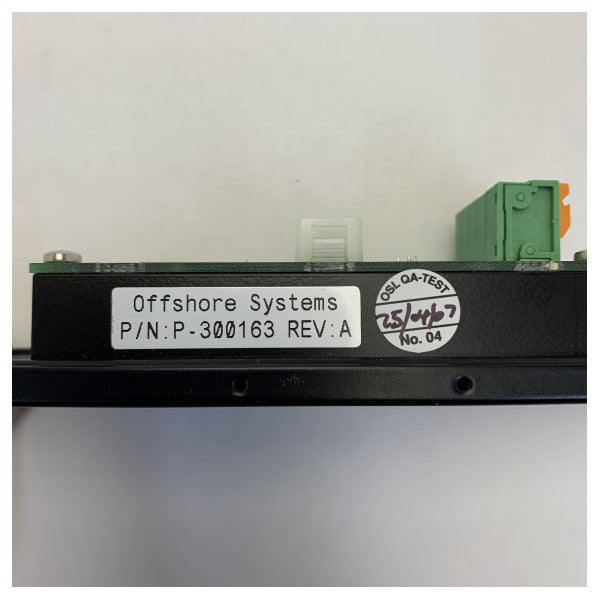 Offshore Systems
P/N:P-300163 REV:A
OSL QA-TEST
25/04/07
No. 04